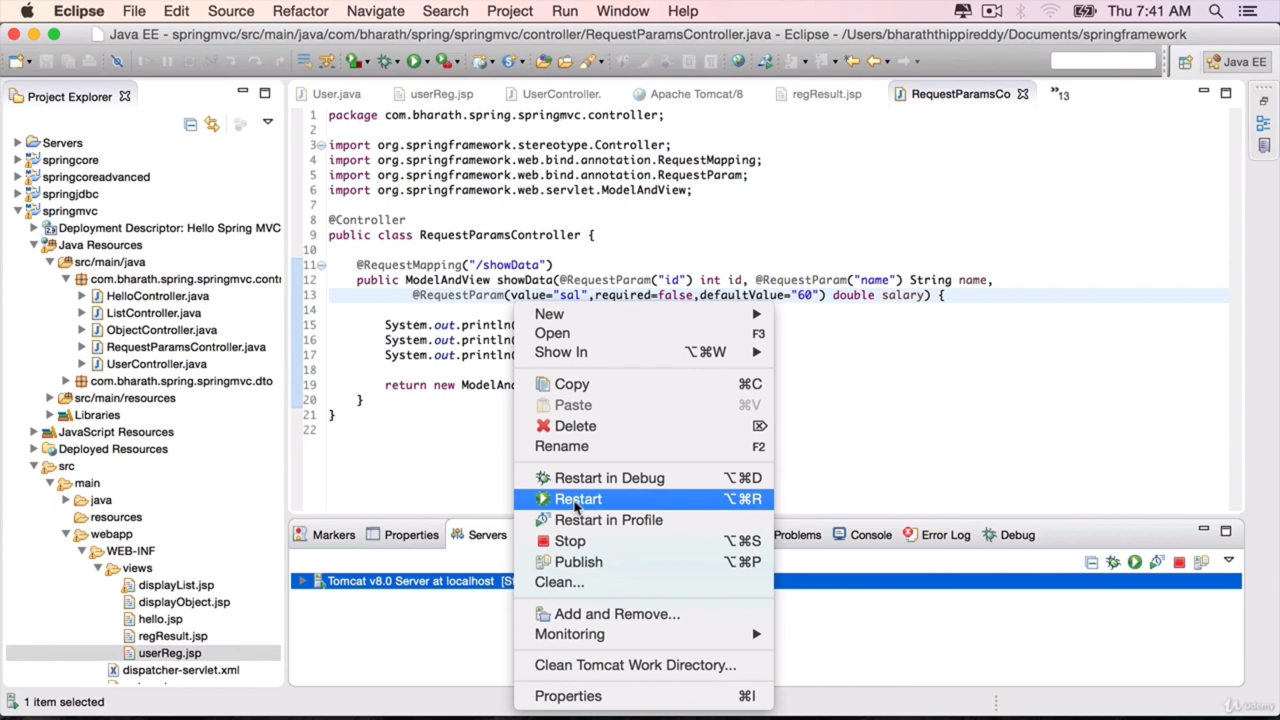 Eclipse File Edit Source Refactor Navigate Search Project Run Window Help Thu 7:41 AM
Java EE - springmvc/src/main/java/com/bharath/spring/springmvc/controller/RequestParamsController.java - Eclipse - /Users/bharaththippireddy/Documents/springframework
Java EE
Project Explorer
User.java userReg.jsp UserController. Apache Tomcat/8 regResult.jsp RequestParamsCo »13
Servers
springcore
springcoreadvanced
springjdbc
springmvc
Deployment Descriptor: Hello Spring MVC
Java Resources
src/main/java
com.bharath.spring.springmvc.contr
HelloController.java
ListController.java
ObjectController.java
RequestParamsController.java
UserController.java
com.bharath.spring.springmvc.dto
src/main/resources
Libraries
JavaScript Resources
Deployed Resources
src
main
java
resources
webapp
WEB-INF
views
displayList.jsp
displayObject.jsp
hello.jsp
regResult.jsp
userReg.jsp
dispatcher-servlet.xml
1 package com.bharath.spring.springmvc.controller;
2
3 import org.springframework.stereotype.Controller;
4 import org.springframework.web.bind.annotation.RequestMapping;
5 import org.springframework.web.bind.annotation.RequestParam;
6 import org.springframework.web.servlet.ModelAndView;
7
8 @Controller
9 public class RequestParamsController {
10
11 @RequestMapping("/showData")
12 public ModelAndView showData(@RequestParam("id") int id, @RequestParam("name") String name,
13 @RequestParam(value="sal",required=false,defaultValue="60") double salary) {
14
15 System.out.println(
16 System.out.println(
17 System.out.println(
18
19 return new ModelAnd
20 }
21 }
22
New
Open F3
Show In ⌥⌘W
Copy ⌘C
Paste ⌘V
Delete ⌦
Rename F2
Restart in Debug ⌥⌘D
Restart ⌥⌘R
Restart in Profile
Stop ⌥⌘S
Publish ⌥⌘P
Clean...
Add and Remove...
Monitoring
Clean Tomcat Work Directory...
Properties ⌘I
Markers Properties Servers Problems Console Error Log Debug
Tomcat v8.0 Server at localhost [St
1 item selected
Udemy